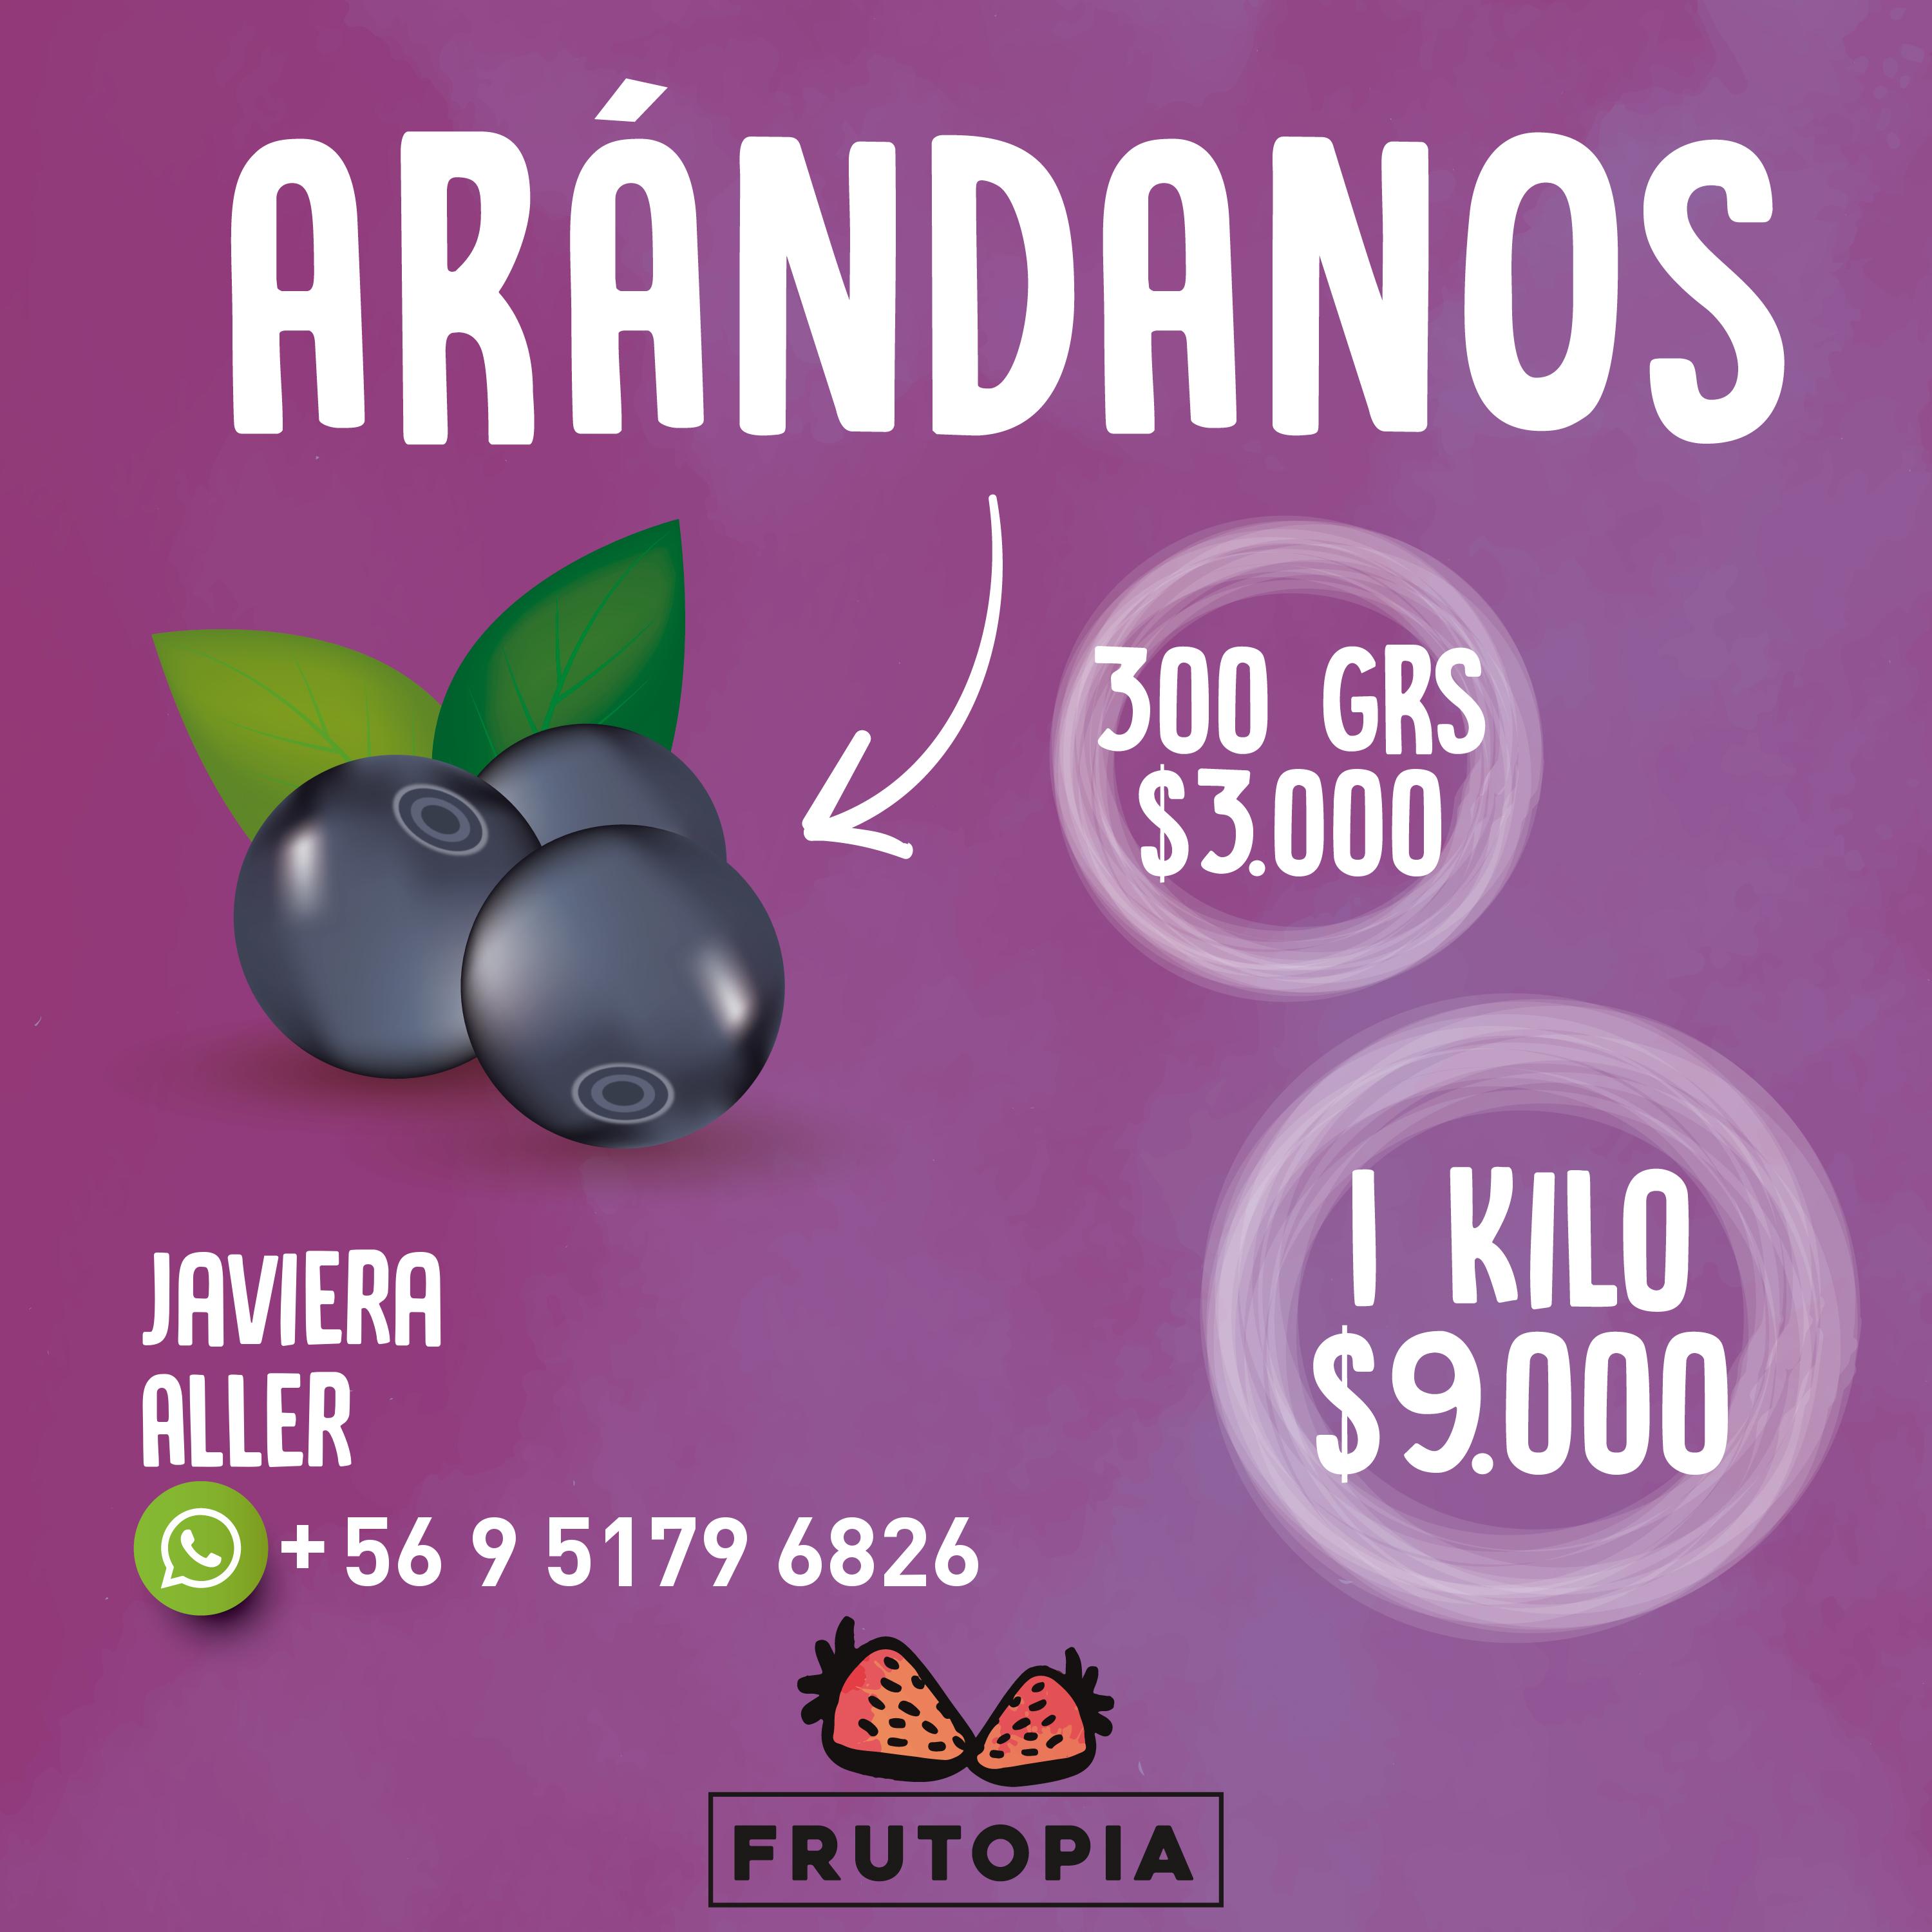 ARÁNDANOS
300 GRS
$3.000
1 KILO
$9.000
JAVIERA
ALLER
+56 9 5179 6826
FRUTOPIA